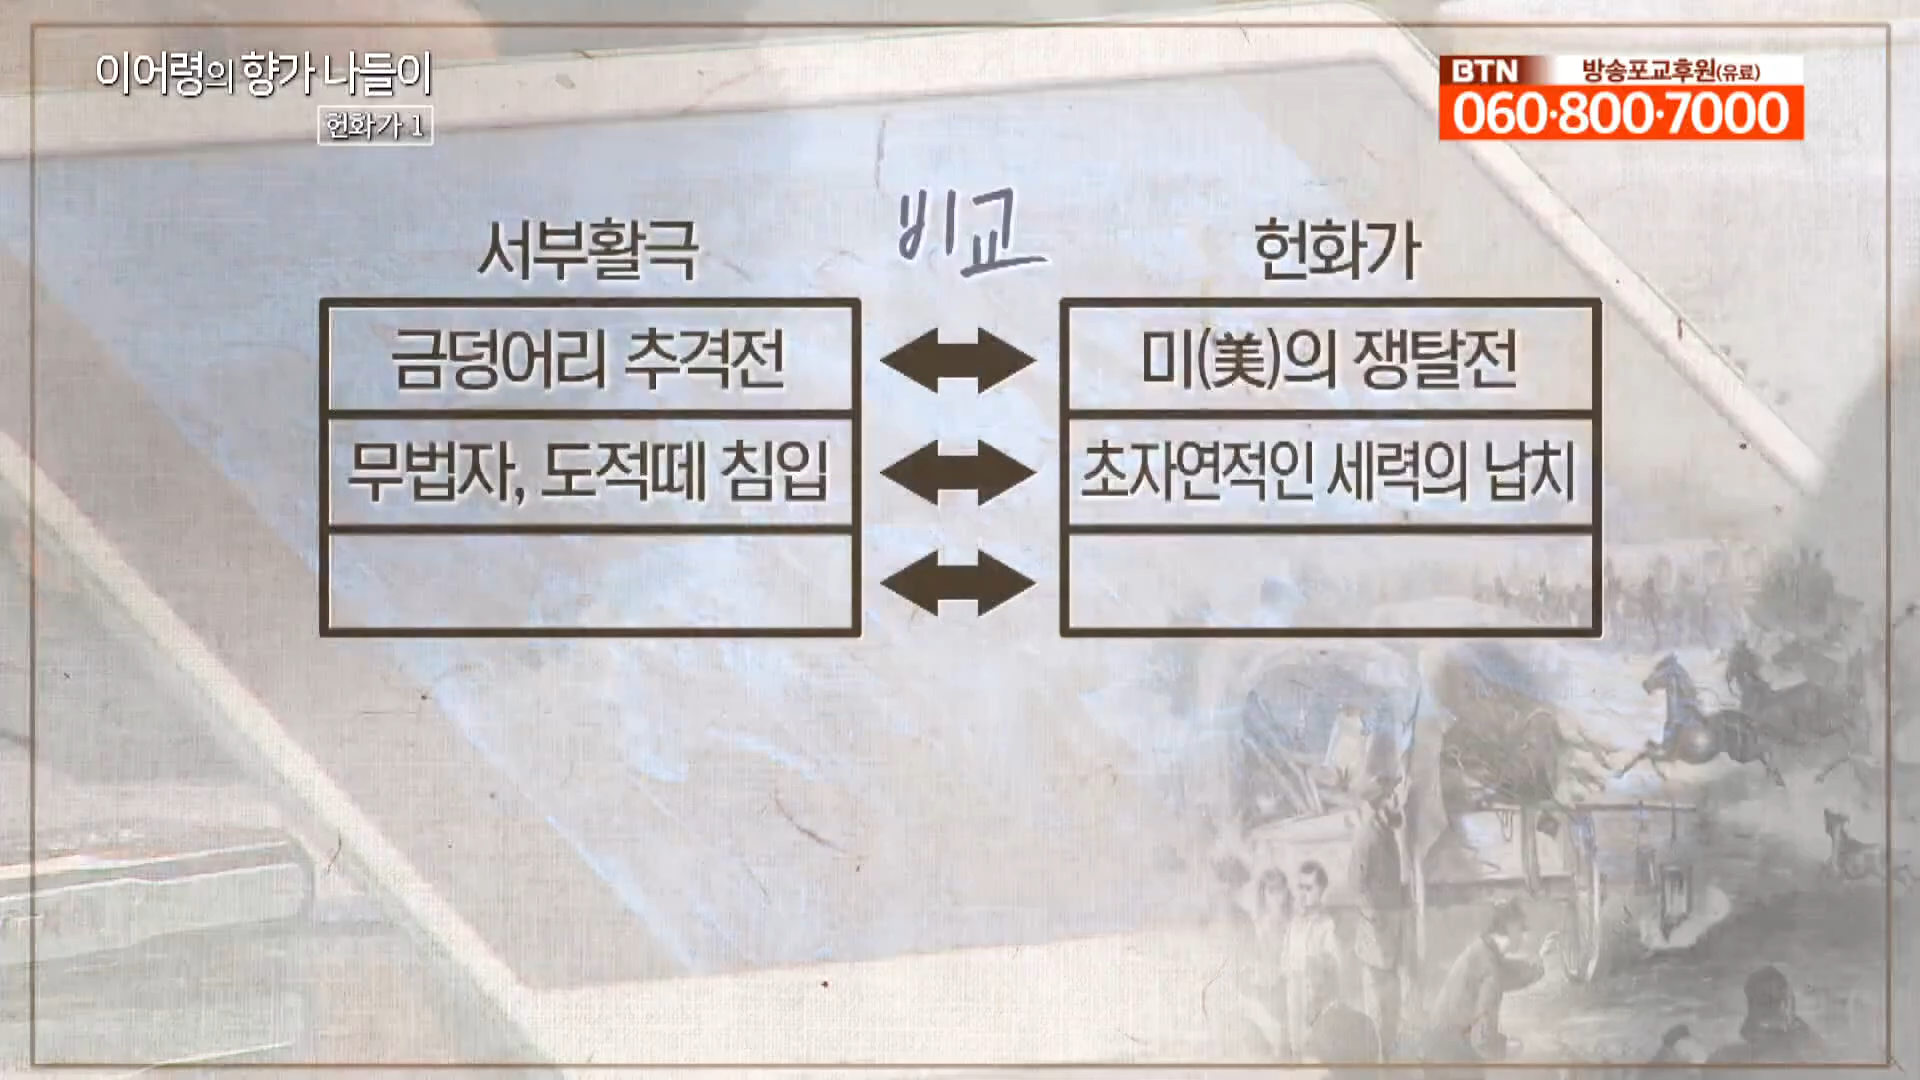 이어령의 향가 나들이
헌화가 1
BTN 방송포교후원(유료)
060·800·7000
비교
서부활극
헌화가
금덩어리 추격전
미(美)의 쟁탈전
무법자, 도적떼 침입
초자연적인 세력의 납치